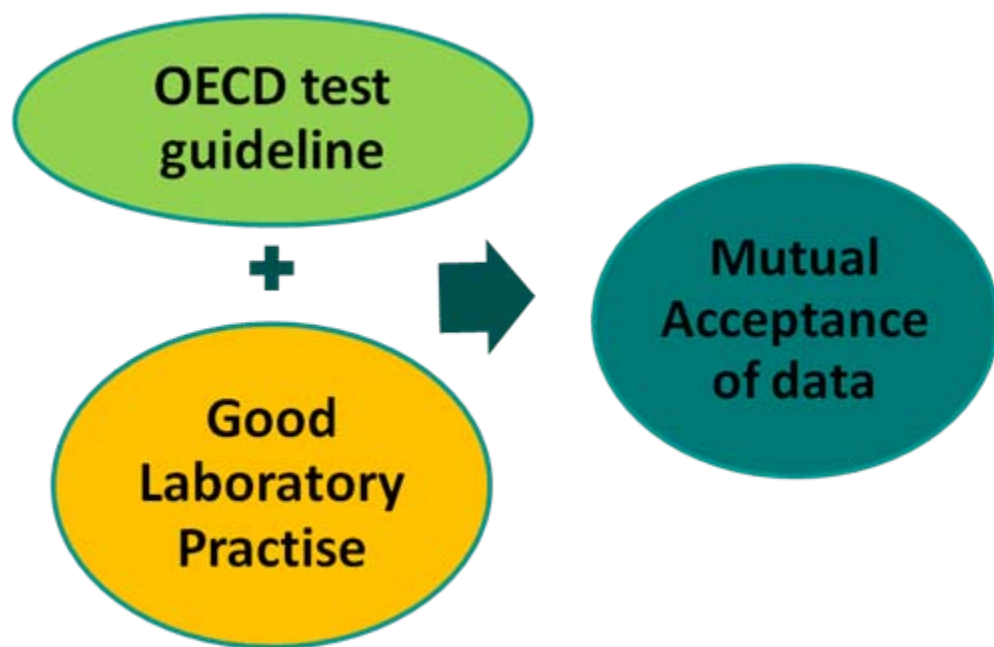 OECD test
guideline
Good
Laboratory
Practise
Mutual
Acceptance
of data